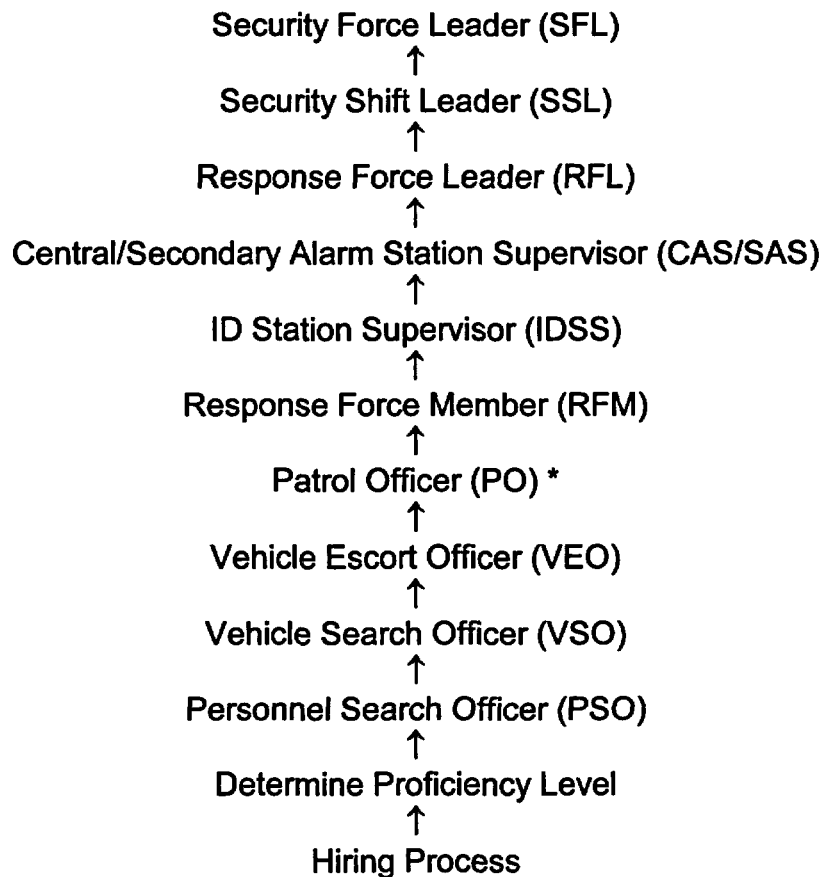 Security Force Leader (SFL)
↑
Security Shift Leader (SSL)
↑
Response Force Leader (RFL)
↑
Central/Secondary Alarm Station Supervisor (CAS/SAS)
↑
ID Station Supervisor (IDSS)
↑
Response Force Member (RFM)
↑
Patrol Officer (PO) *
↑
Vehicle Escort Officer (VEO)
↑
Vehicle Search Officer (VSO)
↑
Personnel Search Officer (PSO)
↑
Determine Proficiency Level
↑
Hiring Process